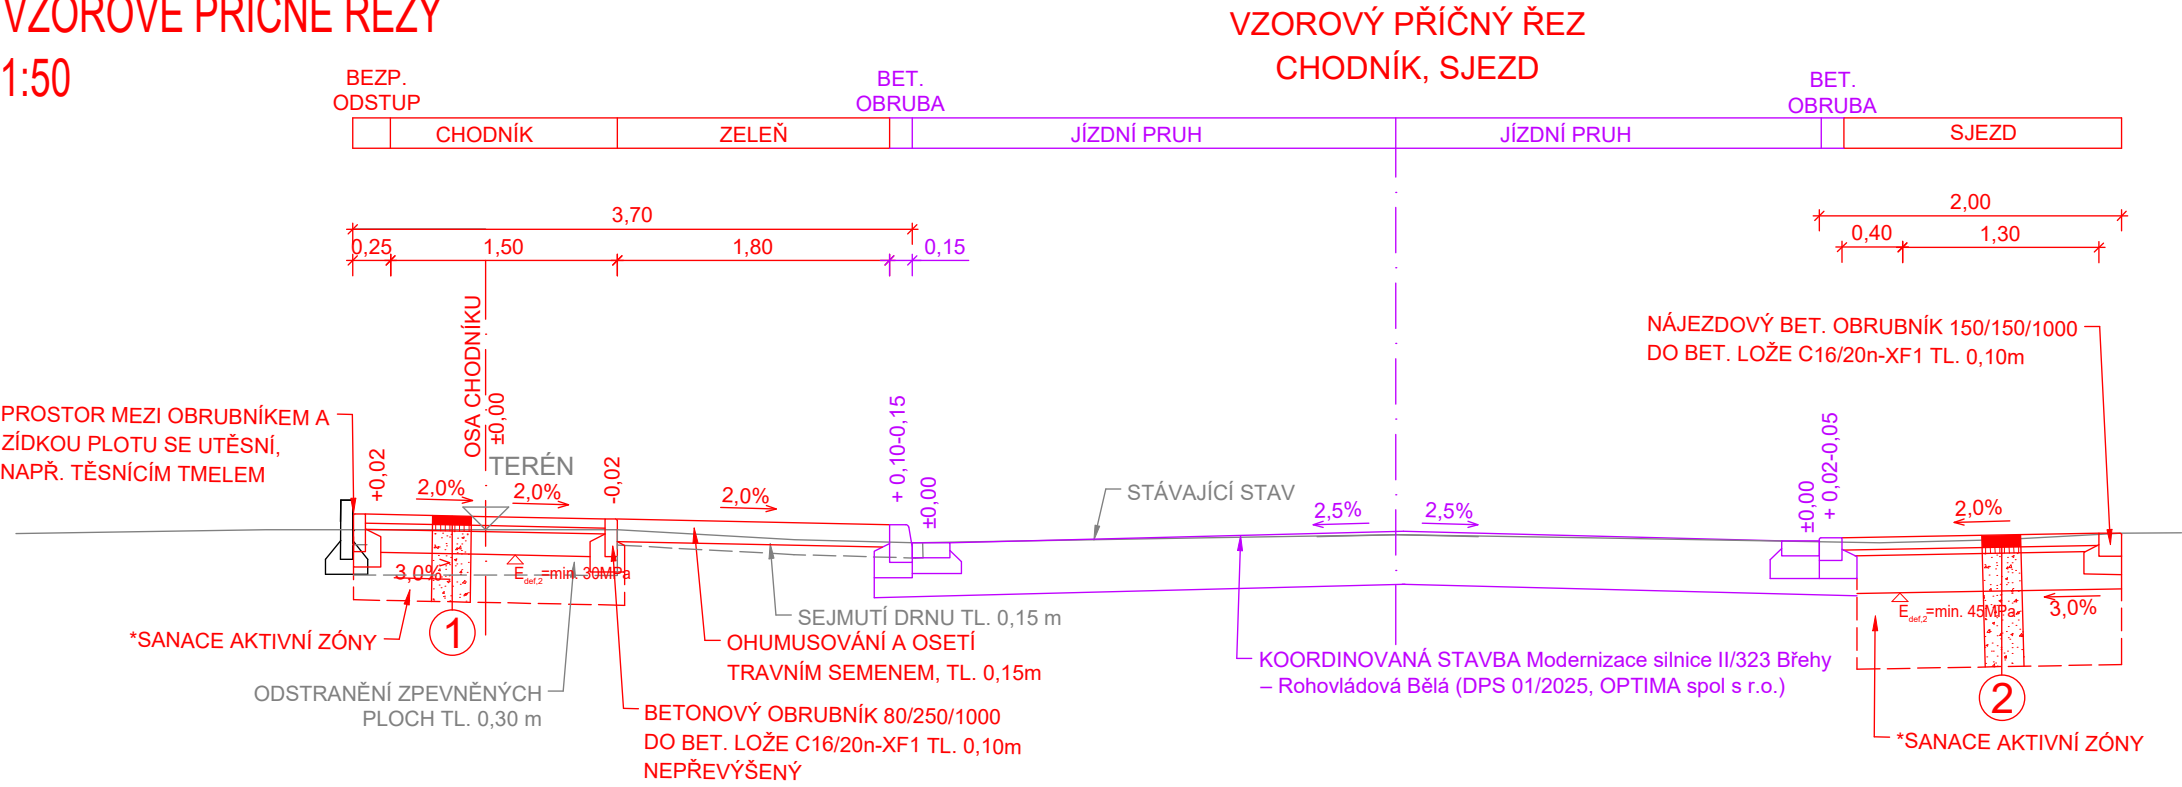 VZOROVÉ PŘÍČNÉ ŘEZY
1:50
VZOROVÝ PŘÍČNÝ ŘEZ
CHODNÍK, SJEZD
BEZP.
ODSTUP
BET.
OBRUBA
BET.
OBRUBA
CHODNÍK
ZELEŇ
JÍZDNÍ PRUH
JÍZDNÍ PRUH
SJEZD
3,70
2,00
0,25
1,50
1,80
0,15
0,40
1,30
OSA CHODNÍKU
±0,00
NÁJEZDOVÝ BET. OBRUBNÍK 150/150/1000
DO BET. LOŽE C16/20n-XF1 TL. 0,10m
PROSTOR MEZI OBRUBNÍKEM A
ZÍDKOU PLOTU SE UTĚSNÍ,
NAPŘ. TĚSNÍCÍM TMELEM
+0,02
TERÉN
-0,02
+ 0,10-0,15
±0,00
±0,00
+ 0,02-0,05
2,0%
2,0%
2,0%
STÁVAJÍCÍ STAV
2,5%
2,5%
2,0%
3,0%
Edef,2=min. 30MPa
Edef,2=min. 45MPa
3,0%
SEJMUTÍ DRNU TL. 0,15 m
*SANACE AKTIVNÍ ZÓNY
1
OHUMUSOVÁNÍ A OSETÍ
TRAVNÍM SEMENEM, TL. 0,15m
KOORDINOVANÁ STAVBA Modernizace silnice II/323 Břehy
– Rohovládová Bělá (DPS 01/2025, OPTIMA spol s r.o.)
ODSTRANĚNÍ ZPEVNĚNÝCH
PLOCH TL. 0,30 m
2
BETONOVÝ OBRUBNÍK 80/250/1000
DO BET. LOŽE C16/20n-XF1 TL. 0,10m
NEPŘEVÝŠENÝ
*SANACE AKTIVNÍ ZÓNY